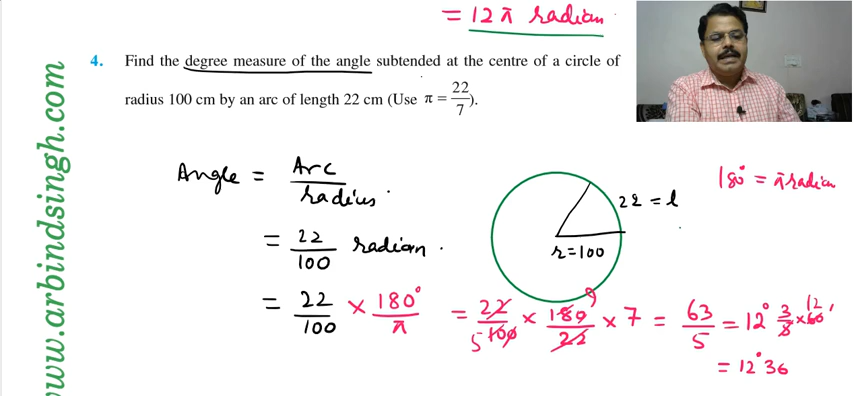 = 12π radian
4. Find the degree measure of the angle subtended at the centre of a circle of
radius 100 cm by an arc of length 22 cm (Use π = 22/7).
www.arbindsingh.com
Angle = Arc/radius
180° = π radian
22 = l
r = 100
= 22/100 radian.
= 22/100 × 180°/π = 22/100 5 × 180 9/22 × 7 = 63/5 = 12° 3/5 × 60 12 '
= 12° 36